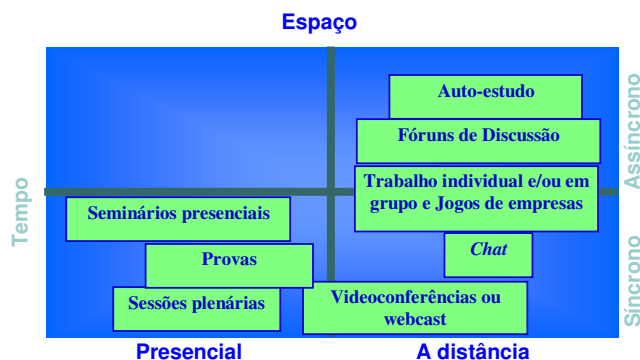 Espaço
Auto-estudo
Fóruns de Discussão
Trabalho individual e/ou em
grupo e Jogos de empresas
Seminários presenciais
Chat
Provas
Sessões plenárias
Videoconferências ou
webcast
Tempo
Assíncrono
Síncrono
Presencial
A distância